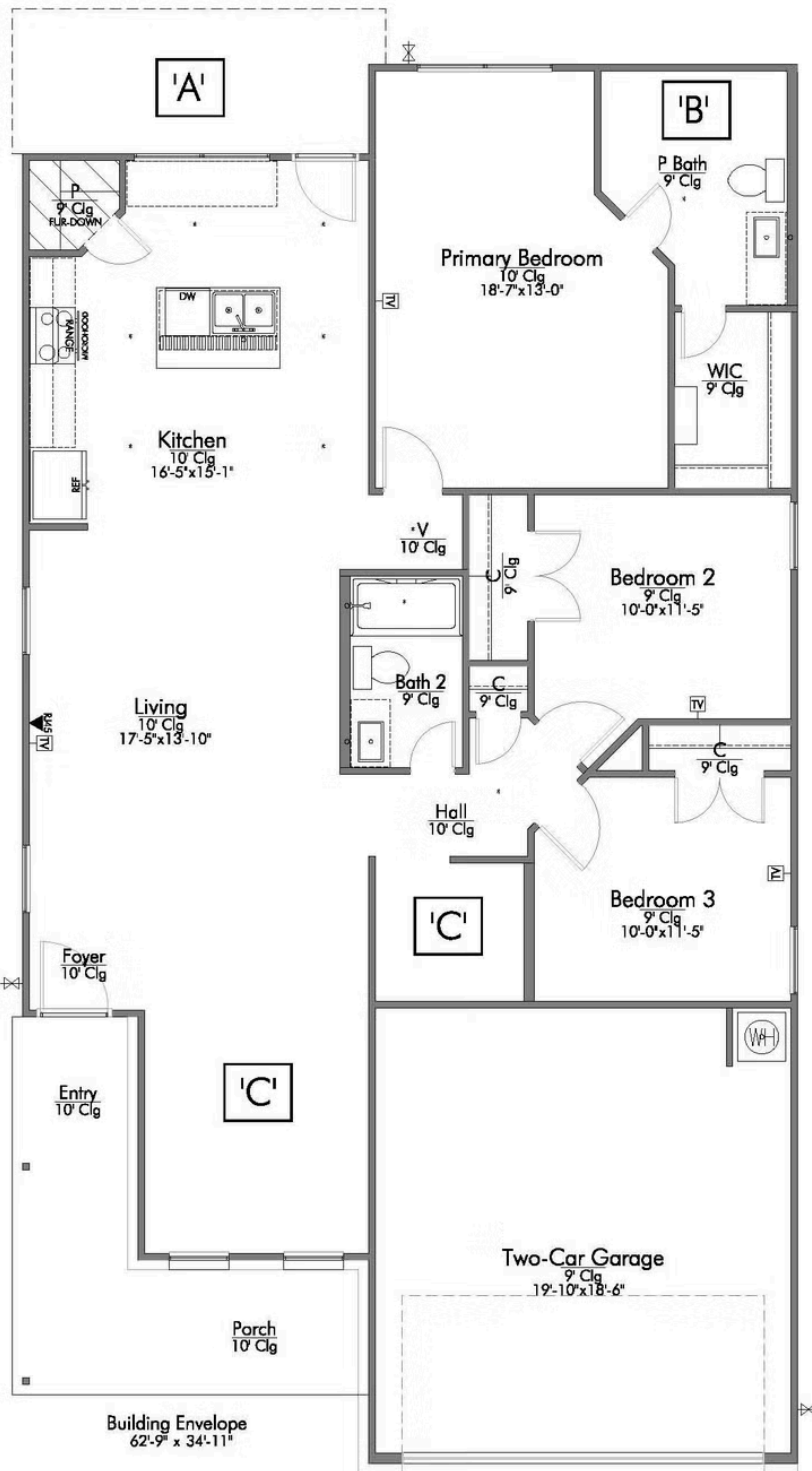 'A'
'B'
P
9' Clg
FUR-DOWN
P Bath
9' Clg
Primary Bedroom
10' Clg
18'-7"x13'-0"
TV
DW
RANGE
WIC
9' Clg
Kitchen
10' Clg
16'-5"x15'-1"
REF
V
10' Clg
C
9' Clg
Bedroom 2
9' Clg
10'-0"x11'-5"
Bath 2
9' Clg
C
9' Clg
TV
Living
10' Clg
17'-5"x13'-10"
RJ45
TV
C
9' Clg
Hall
10' Clg
TV
Bedroom 3
9' Clg
10'-0"x11'-5"
'C'
Foyer
10' Clg
WH
Entry
10' Clg
'C'
Two-Car Garage
9' Clg
19'-10"x18'-6"
Porch
10' Clg
Building Envelope
62'-9" x 34'-11"